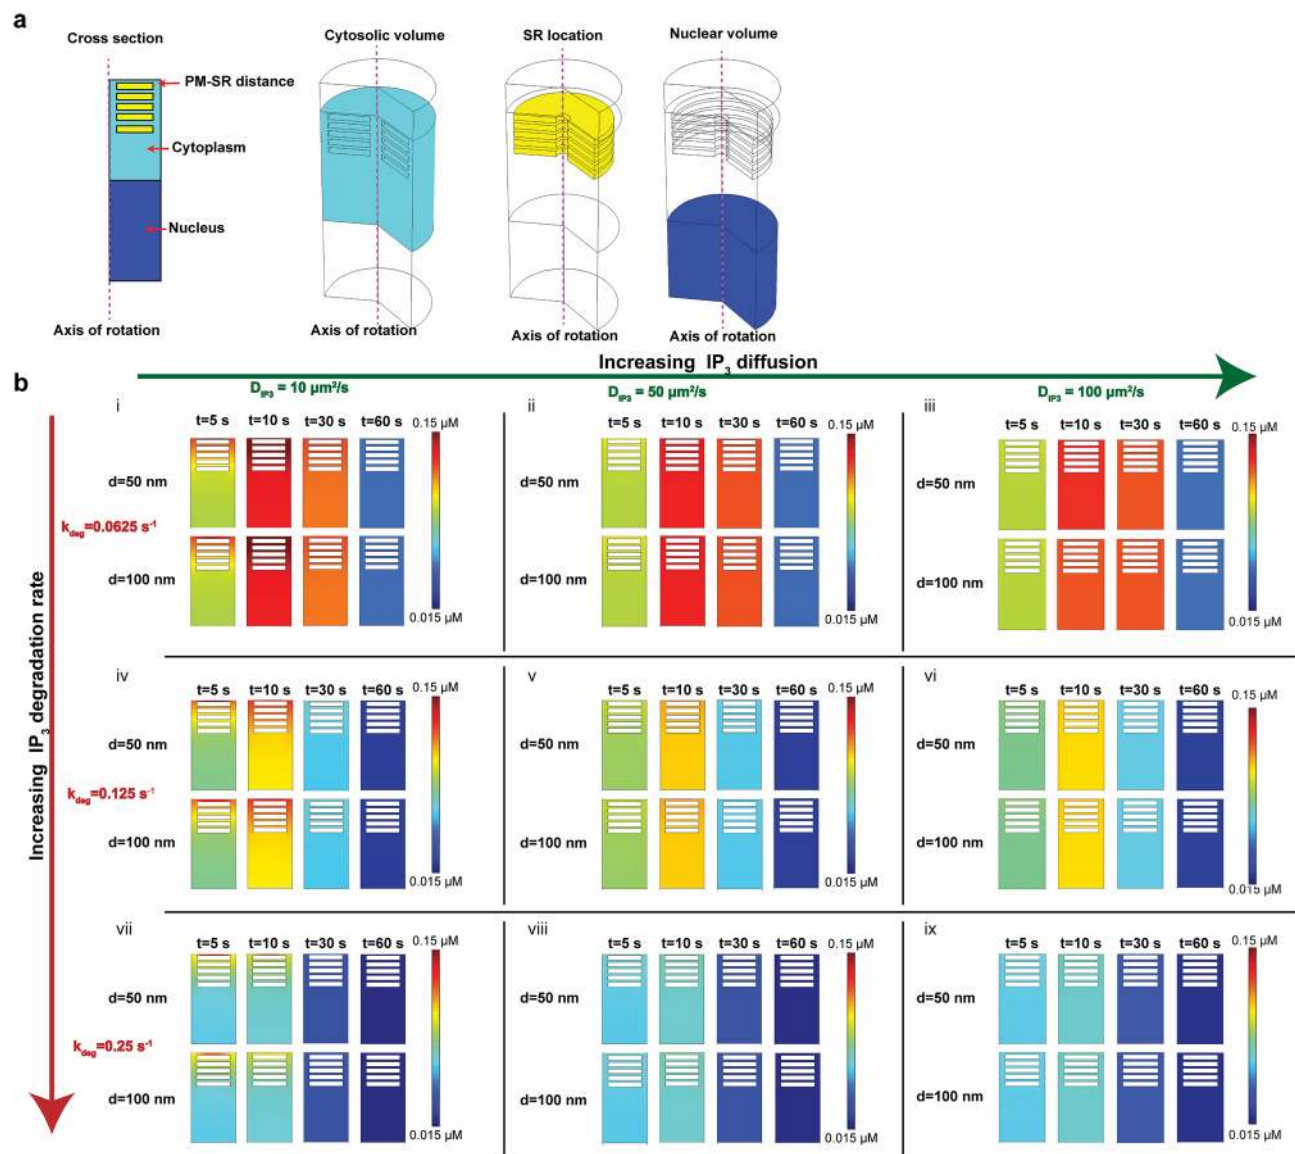 a
Cross section
Cytosolic volume
SR location
Nuclear volume
PM-SR distance
Cytoplasm
Nucleus
Axis of rotation
Axis of rotation
Axis of rotation
Axis of rotation
b
Increasing IP3 diffusion
D_IP3 = 10 µm²/s
D_IP3 = 50 µm²/s
D_IP3 = 100 µm²/s
Increasing IP3 degradation rate
i
t=5 s t=10 s t=30 s t=60 s
0.15 µM
d=50 nm
k_deg=0.0625 s⁻¹
d=100 nm
0.015 µM
ii
t=5 s t=10 s t=30 s t=60 s
0.15 µM
d=50 nm
d=100 nm
0.015 µM
iii
t=5 s t=10 s t=30 s t=60 s
0.15 µM
d=50 nm
d=100 nm
0.015 µM
iv
t=5 s t=10 s t=30 s t=60 s
0.15 µM
d=50 nm
k_deg=0.125 s⁻¹
d=100 nm
0.015 µM
v
t=5 s t=10 s t=30 s t=60 s
0.15 µM
d=50 nm
d=100 nm
0.015 µM
vi
t=5 s t=10 s t=30 s t=60 s
0.15 µM
d=50 nm
d=100 nm
0.015 µM
vii
t=5 s t=10 s t=30 s t=60 s
0.15 µM
d=50 nm
k_deg=0.25 s⁻¹
d=100 nm
0.015 µM
viii
t=5 s t=10 s t=30 s t=60 s
0.15 µM
d=50 nm
d=100 nm
0.015 µM
ix
t=5 s t=10 s t=30 s t=60 s
0.15 µM
d=50 nm
d=100 nm
0.015 µM